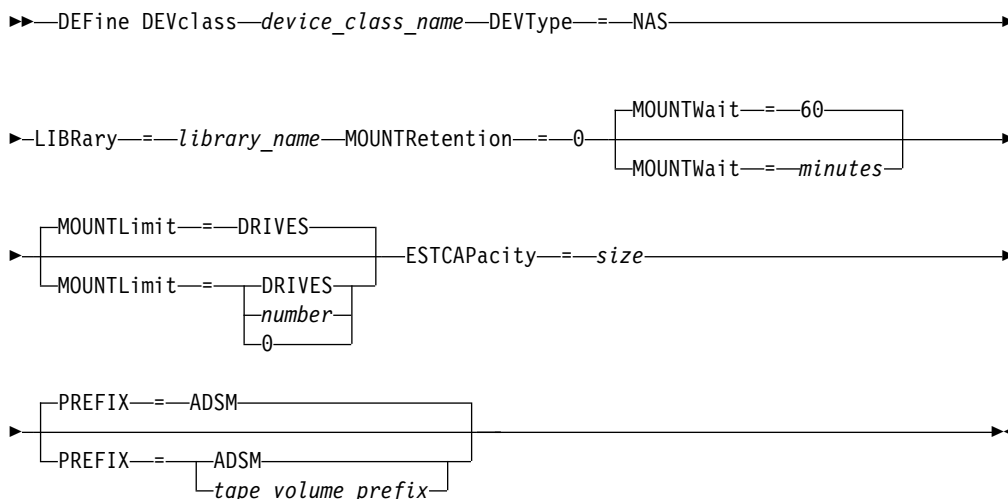 DEFine DEVclass device_class_name DEVType = NAS
MOUNTWait = 60
LIBRary = library_name MOUNTRetention = 0
MOUNTWait = minutes
MOUNTLimit = DRIVES
ESTCAPacity = size
MOUNTLimit = DRIVES
number
0
PREFIX = ADSM
PREFIX = ADSM
tape_volume_prefix